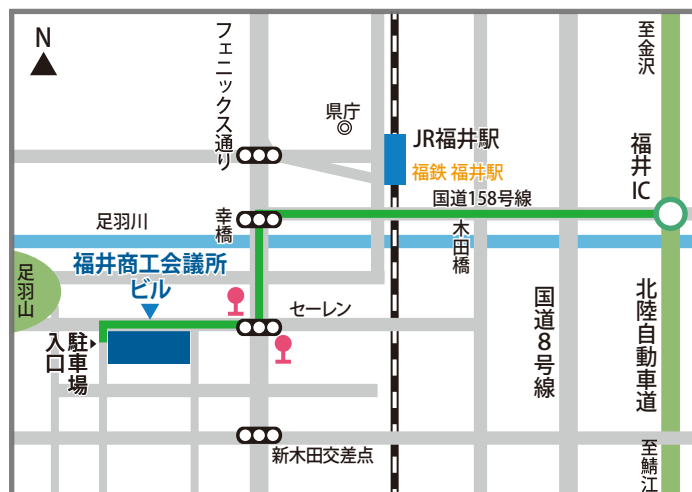 N
フェニックス通り
至金沢
県庁
JR福井駅
福鉄 福井駅
福井IC
国道158号線
足羽川
幸橋
木田橋
足羽山
福井商工会議所
ビル
セーレン
国道8号線
北陸自動車道
駐車場
入口
新木田交差点
至鯖江